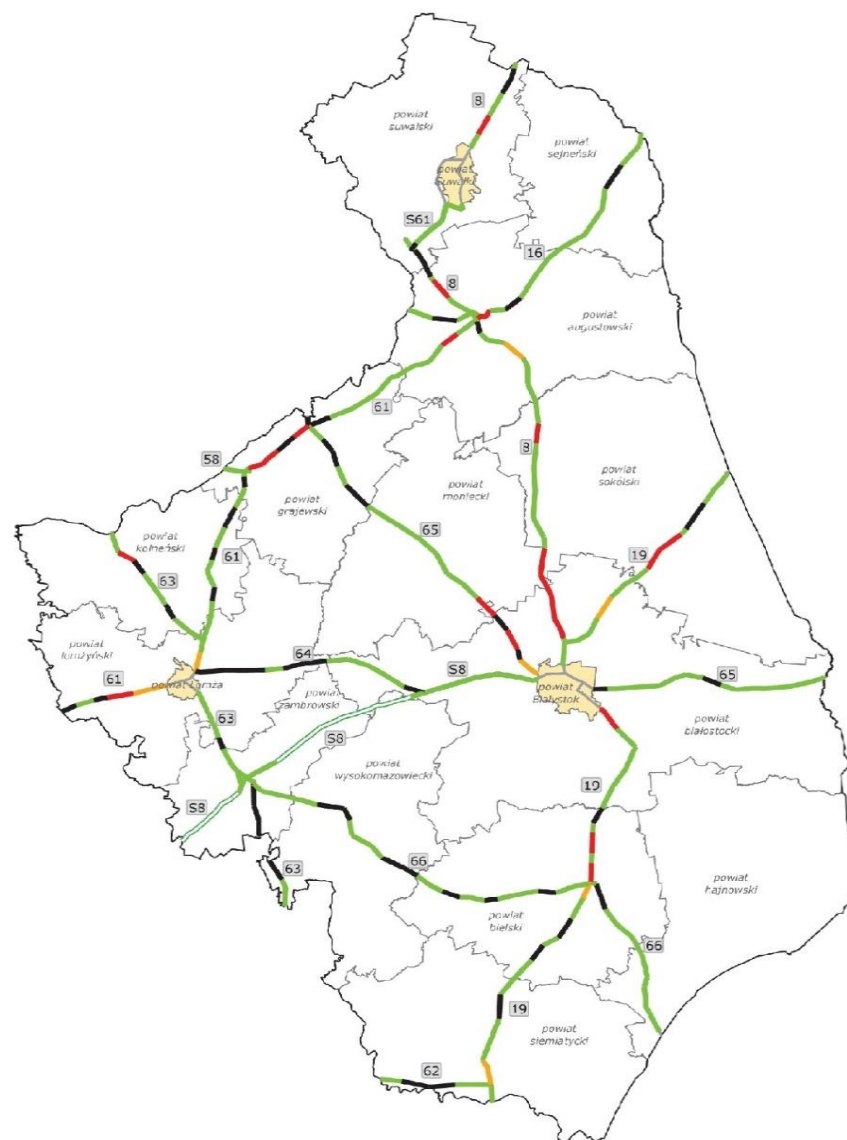 8
powiat
suwalski
powiat
sejneński
powiat
Suwałki
S61
16
8
powiat
augustowski
61
8
58
powiat
grajewski
powiat
moniecki
powiat
sokólski
65
powiat
kolneński
61
19
63
powiat
łomżyński
64
61
powiat Łomża
S8
powiat
Białystok
65
powiat
zambrowski
63
S8
powiat
białostocki
powiat
wysokomazowiecki
S8
19
63
66
powiat
hajnowski
powiat
bielski
66
19
powiat
siemiatycki
62